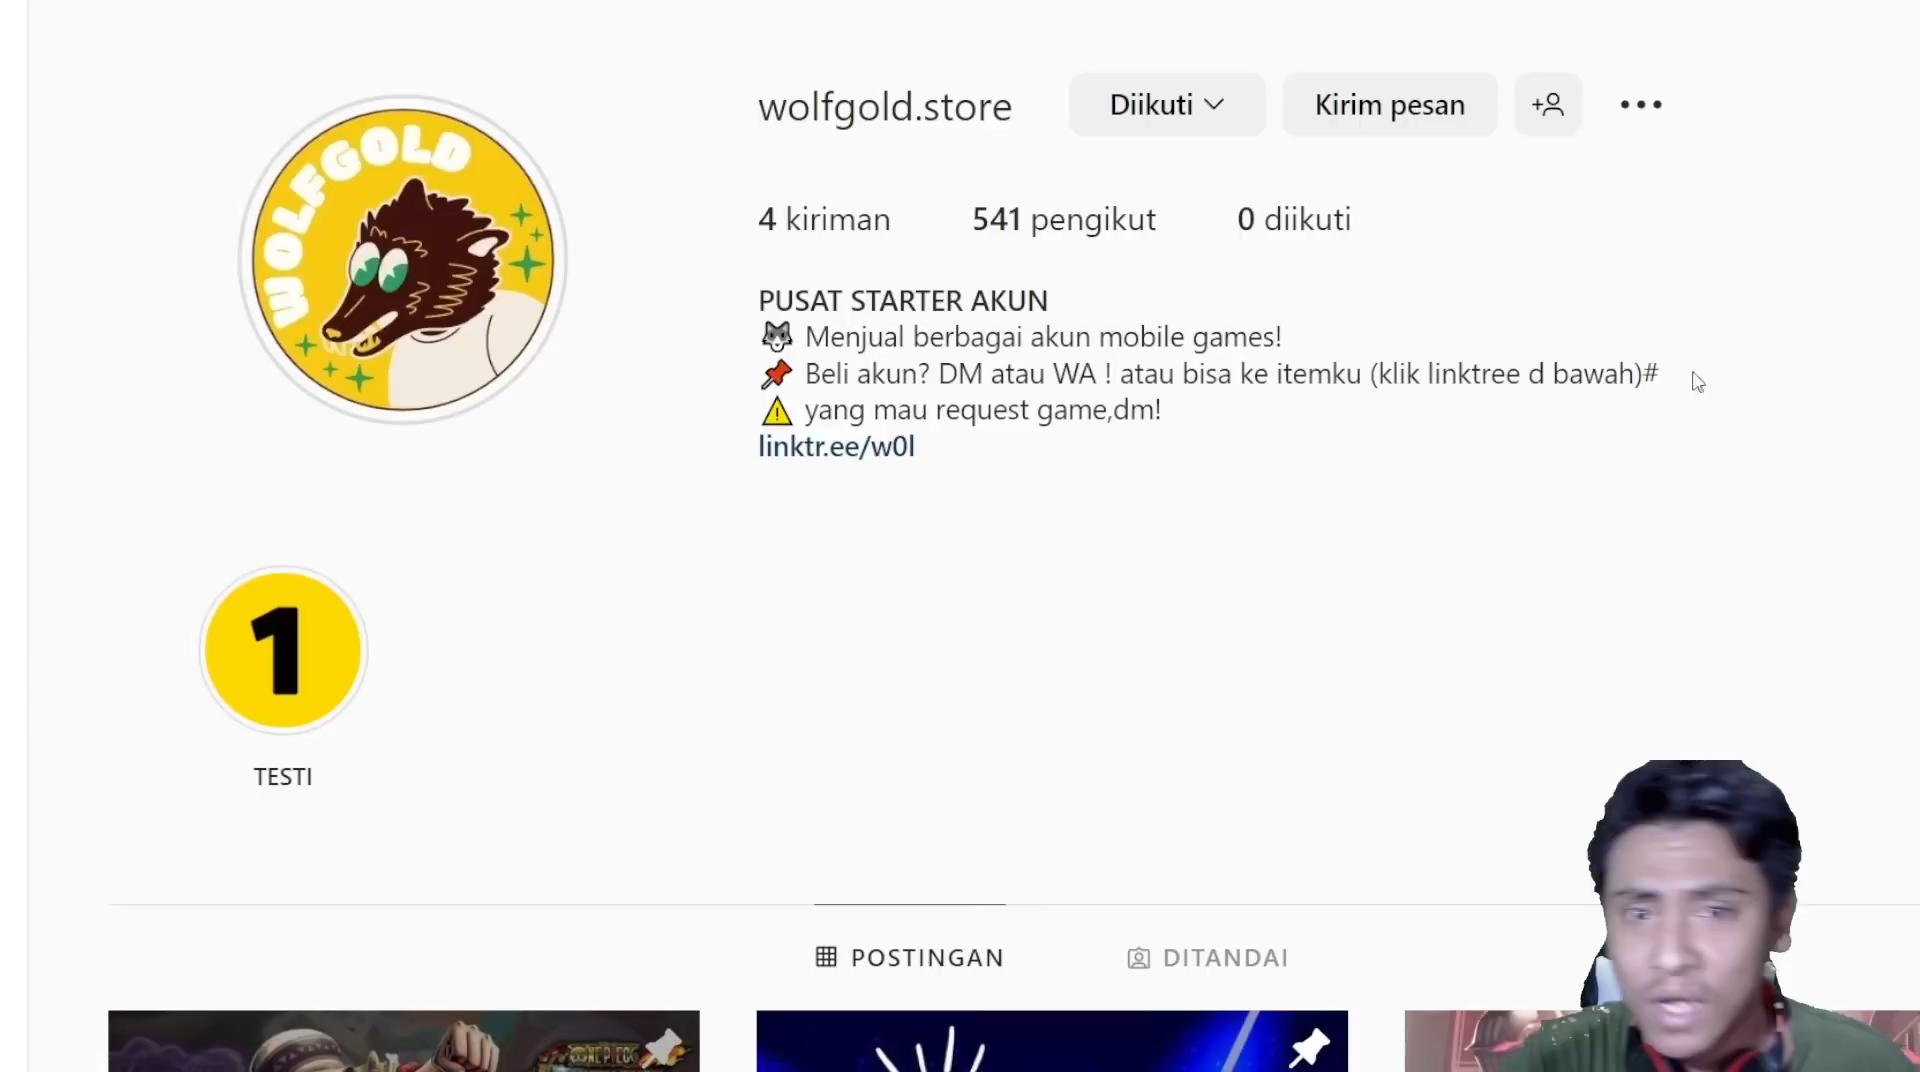 WOLFGOLD
wolfgold.store
Diikuti
Kirim pesan
4 kiriman
541 pengikut
0 diikuti
PUSAT STARTER AKUN
🐺 Menjual berbagai akun mobile games!
📌 Beli akun? DM atau WA ! atau bisa ke itemku (klik linktree d bawah)#
⚠️ yang mau request game,dm!
linktr.ee/w0l
1
TESTI
POSTINGAN
DITANDAI
ONE PIECE